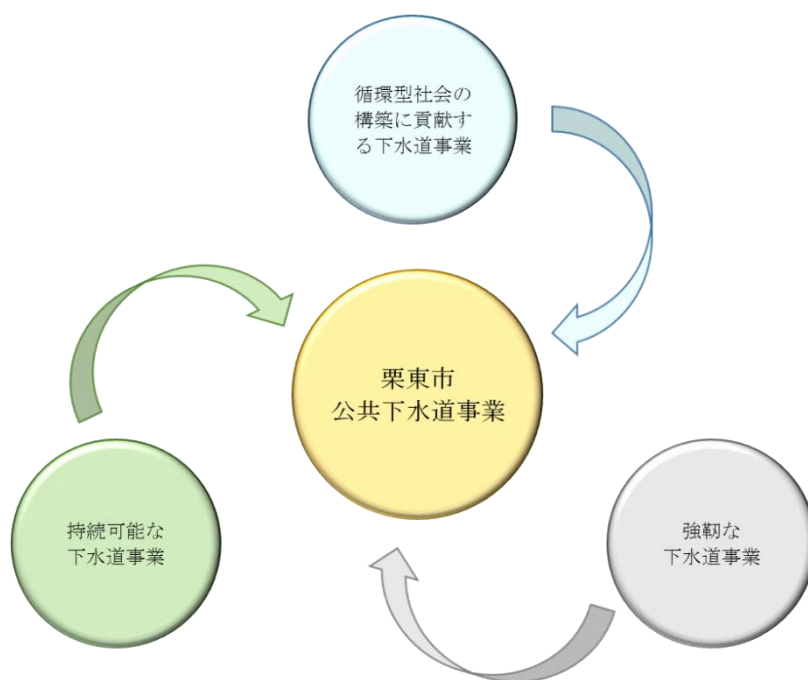 循環型社会の
構築に貢献す
る下水道事業
栗東市
公共下水道事業
持続可能な
下水道事業
強靭な
下水道事業